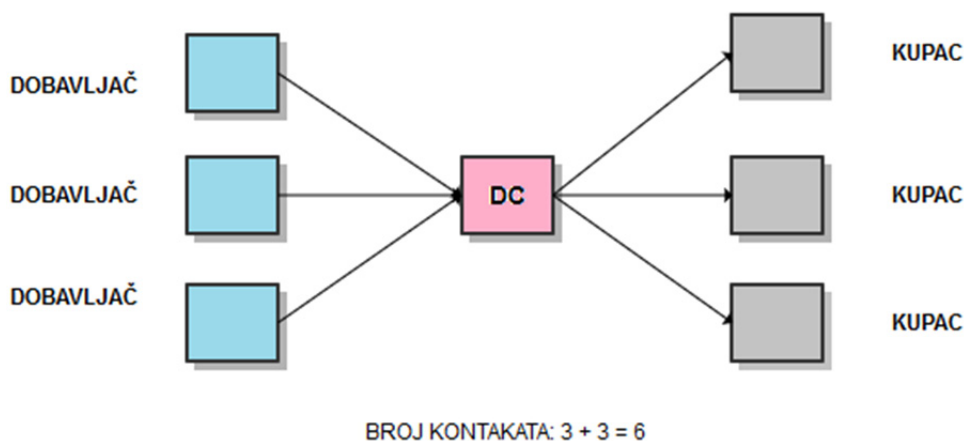 DOBAVLJAČ
KUPAC
DOBAVLJAČ
DC
KUPAC
DOBAVLJAČ
KUPAC
BROJ KONTAKATA: 3 + 3 = 6